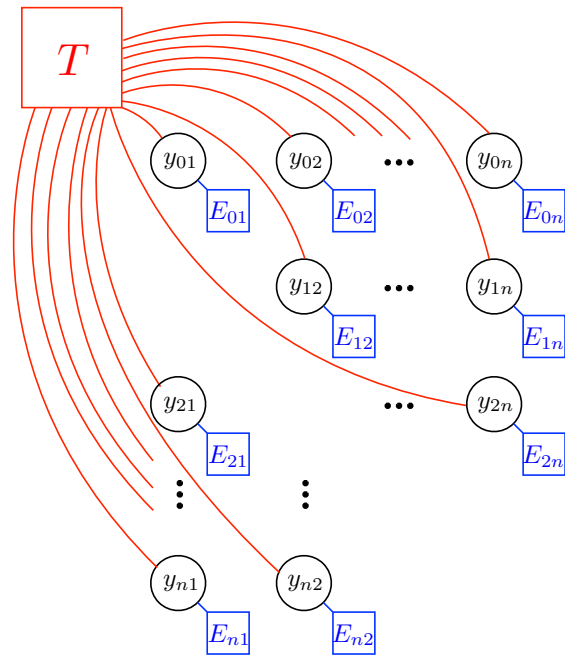 T
y₀₁ y₀₂ ••• y₀ₙ
E₀₁ E₀₂ E₀ₙ
y₁₂ ••• y₁ₙ
E₁₂ E₁ₙ
y₂₁ ••• y₂ₙ
E₂₁ E₂ₙ
⋮ ⋮
yₙ₁ yₙ₂
Eₙ₁ Eₙ₂